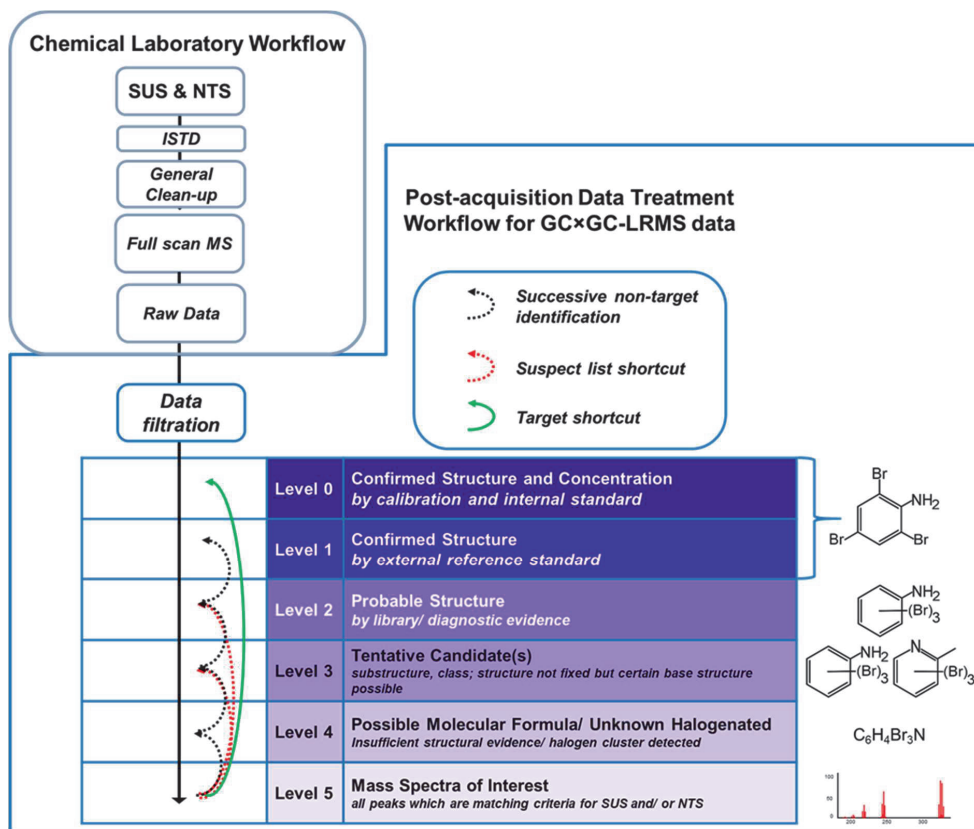 Chemical Laboratory Workflow
SUS & NTS
ISTD
General
Clean-up
Full scan MS
Raw Data
Post-acquisition Data Treatment
Workflow for GC×GC-LRMS data
Successive non-target
identification
Suspect list shortcut
Target shortcut
Data
filtration
Level 0
Confirmed Structure and Concentration
by calibration and internal standard
Level 1
Confirmed Structure
by external reference standard
Br
NH2
Br
Br
Level 2
Probable Structure
by library/ diagnostic evidence
NH2
(Br)3
Level 3
Tentative Candidate(s)
substructure, class; structure not fixed but certain base structure
possible
NH2
(Br)3
N
(Br)3
Level 4
Possible Molecular Formula/ Unknown Halogenated
Insufficient structural evidence/ halogen cluster detected
C6H4Br3N
Level 5
Mass Spectra of Interest
all peaks which are matching criteria for SUS and/ or NTS
100
50
0
200 250 300